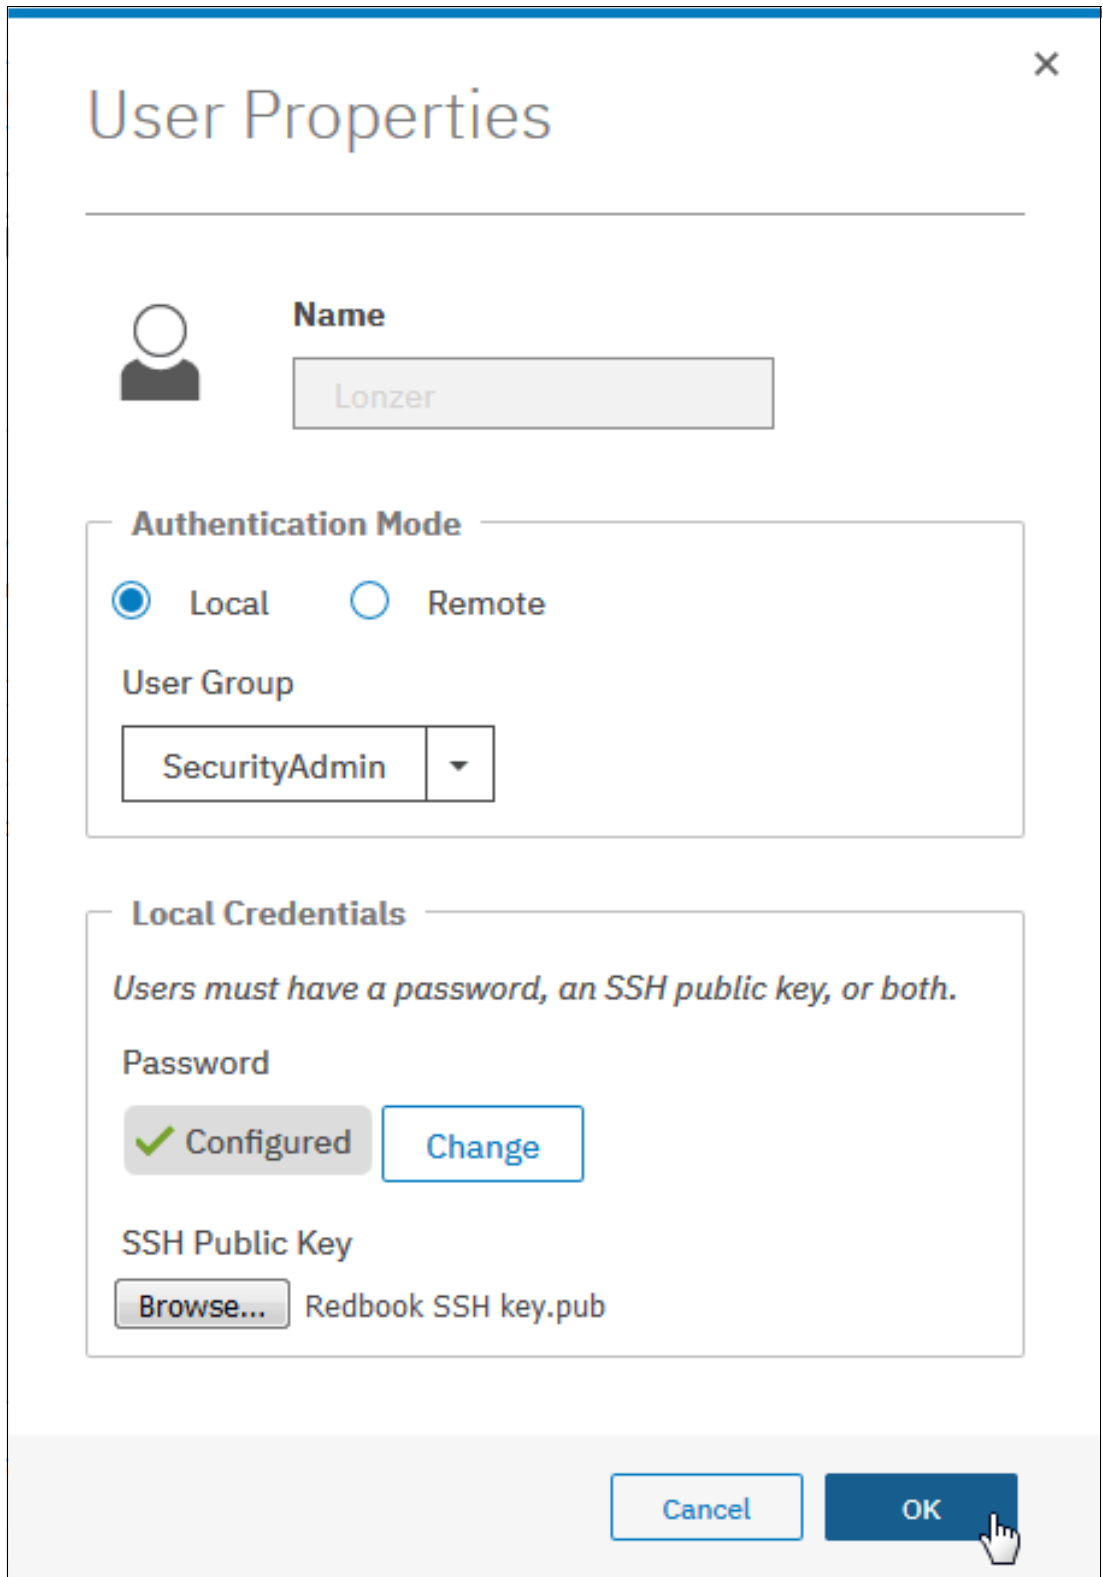 User Properties
Name
Lonzer
Authentication Mode
Local Remote
User Group
SecurityAdmin
Local Credentials
Users must have a password, an SSH public key, or both.
Password
Configured Change
SSH Public Key
Browse... Redbook SSH key.pub
Cancel OK